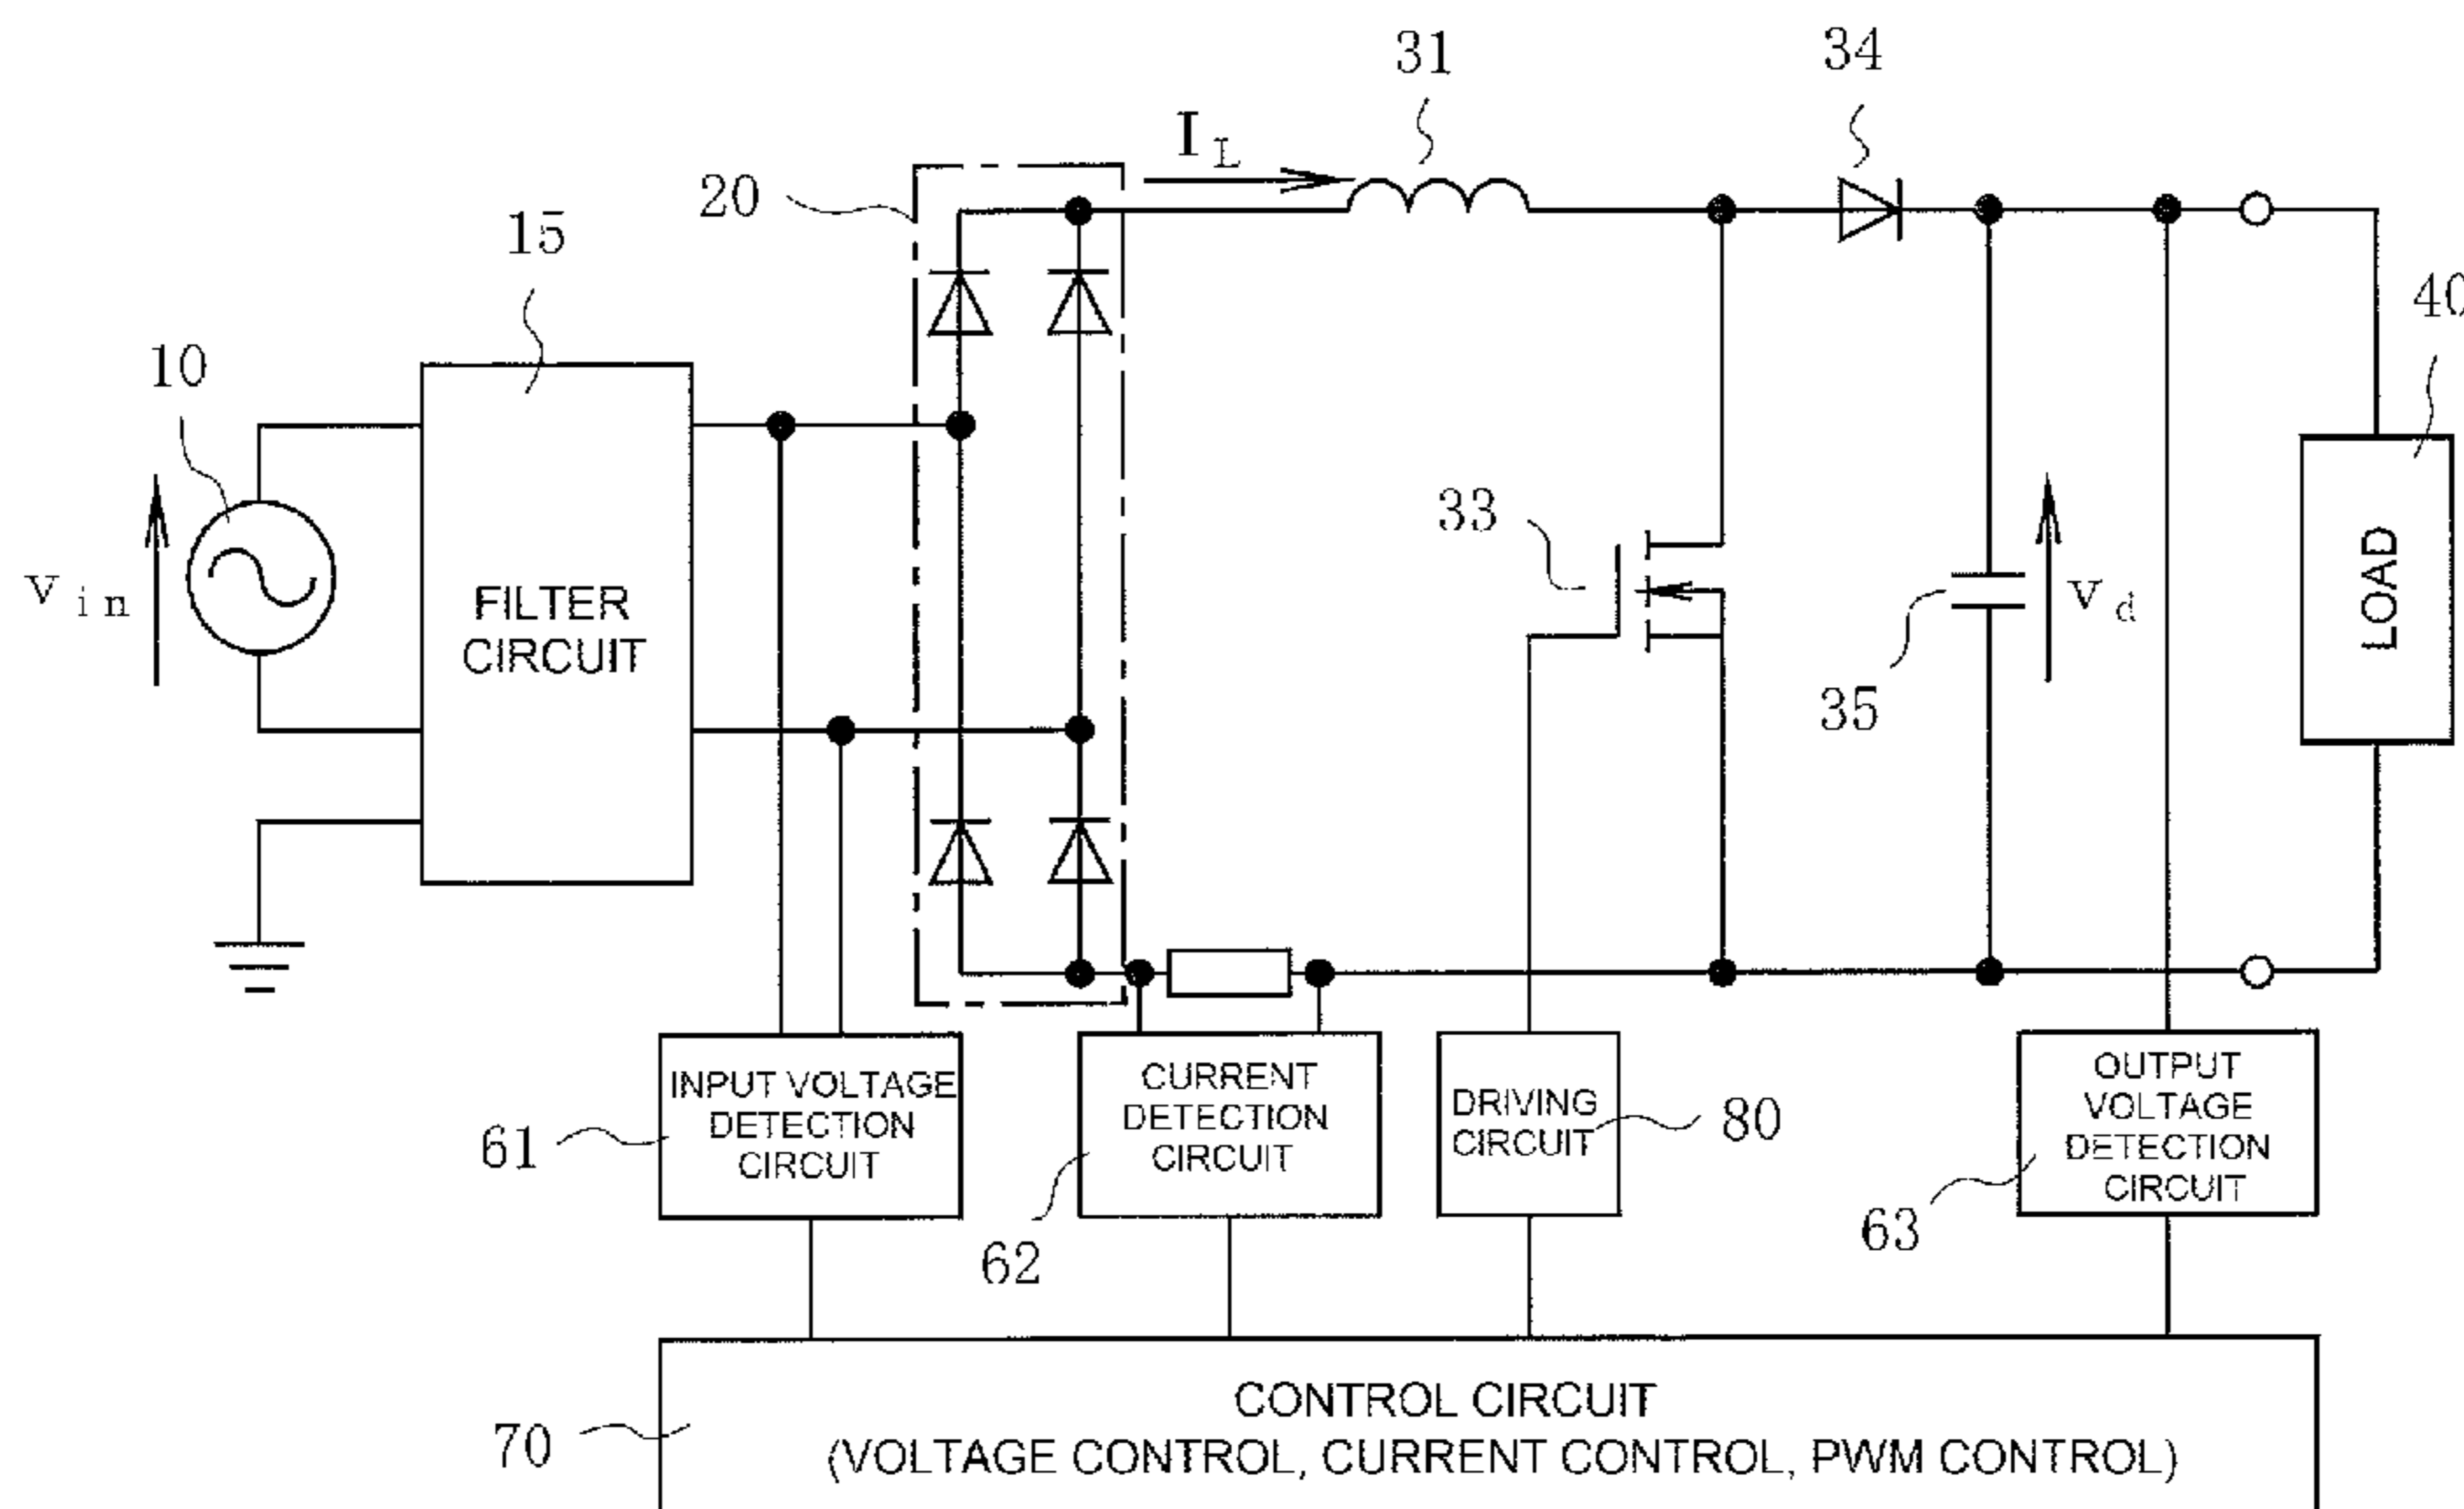 31
34
I L
20
15
40
10
33
v in
FILTER
CIRCUIT
LOAD
v d
35
INPUT VOLTAGE
DETECTION
CIRCUIT
61
CURRENT
DETECTION
CIRCUIT
62
DRIVING
CIRCUIT
80
OUTPUT
VOLTAGE
DETECTION
CIRCUIT
63
CONTROL CIRCUIT
(VOLTAGE CONTROL, CURRENT CONTROL, PWM CONTROL)
70